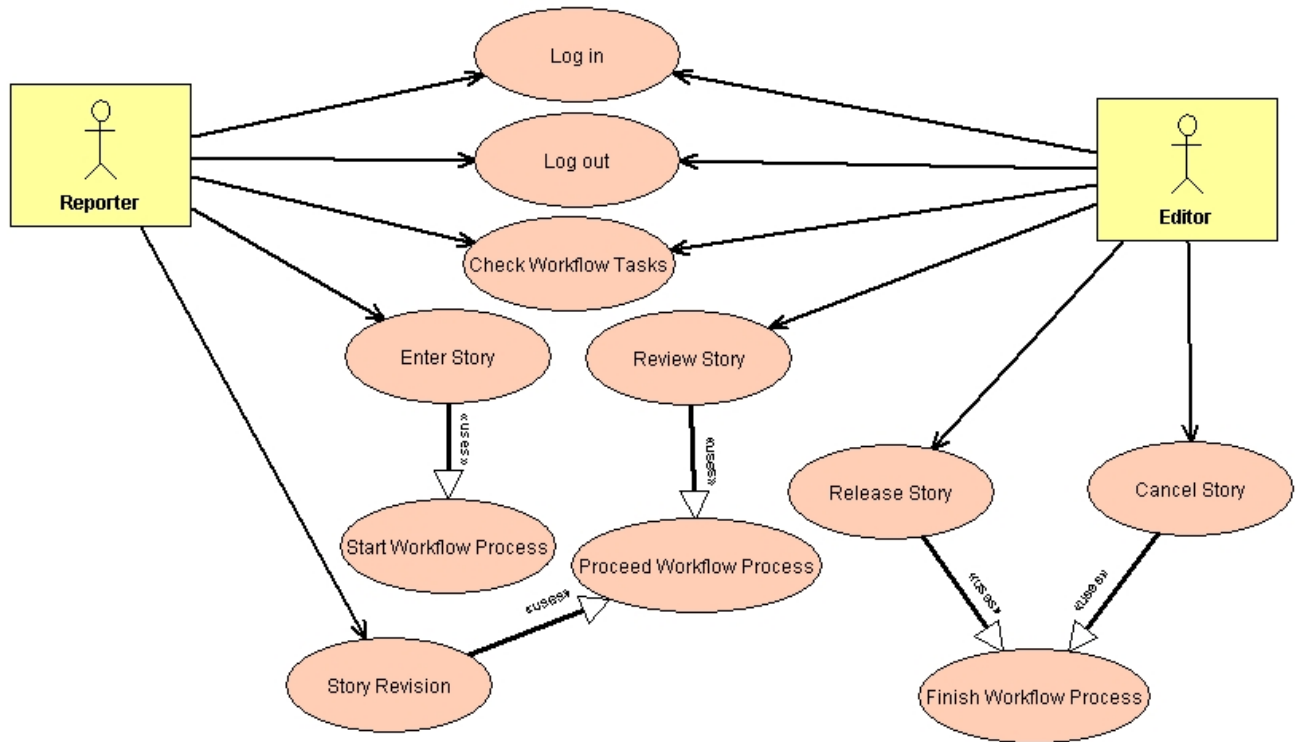 Log in
Reporter
Log out
Editor
Check Workflow Tasks
Enter Story
Review Story
«uses»
«uses»
Release Story
Cancel Story
Start Workflow Process
Proceed Workflow Process
«uses»
«uses»
«uses»
Story Revision
Finish Workflow Process